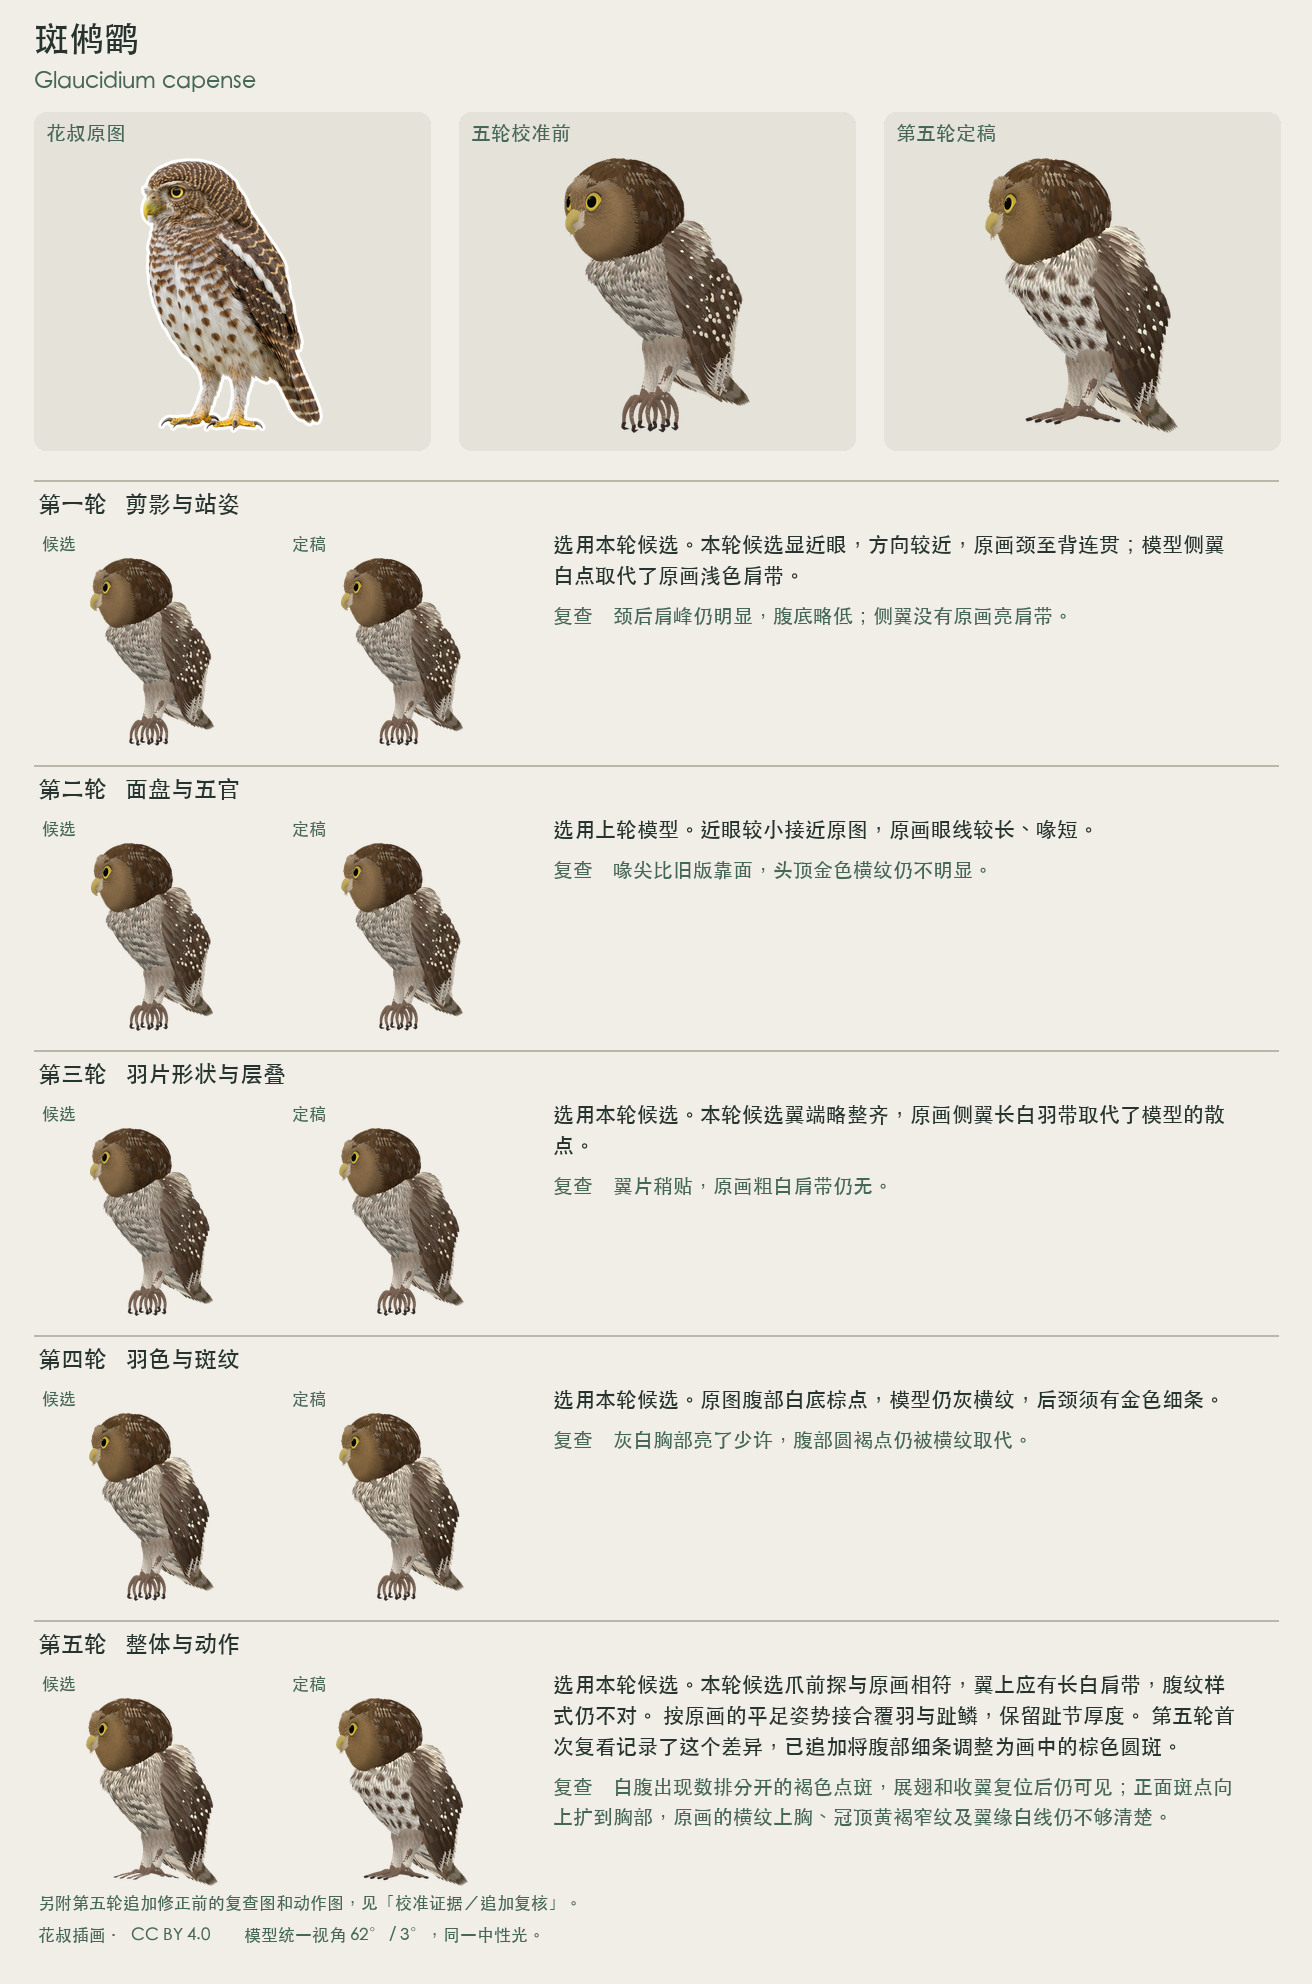 斑鸺鹠
Glaucidium capense
花叔原图
五轮校准前
第五轮定稿
第一轮 剪影与站姿
候选
定稿
选用本轮候选。本轮候选显近眼，方向较近，原画颈至背连贯；模型侧翼
白点取代了原画浅色肩带。
复查 颈后肩峰仍明显，腹底略低；侧翼没有原画亮肩带。
第二轮 面盘与五官
候选
定稿
选用上轮模型。近眼较小接近原图，原画眼线较长、喙短。
复查 喙尖比旧版靠面，头顶金色横纹仍不明显。
第三轮 羽片形状与层叠
候选
定稿
选用本轮候选。本轮候选翼端略整齐，原画侧翼长白羽带取代了模型的散
点。
复查 翼片稍贴，原画粗白肩带仍无。
第四轮 羽色与斑纹
候选
定稿
选用本轮候选。原图腹部白底棕点，模型仍灰横纹，后颈须有金色细条。
复查 灰白胸部亮了少许，腹部圆褐点仍被横纹取代。
第五轮 整体与动作
候选
定稿
选用本轮候选。本轮候选爪前探与原画相符，翼上应有长白肩带，腹纹样
式仍不对。 按原画的平足姿势接合覆羽与趾鳞，保留趾节厚度。 第五轮首
次复看记录了这个差异，已追加将腹部细条调整为画中的棕色圆斑。
复查 白腹出现数排分开的褐色点斑，展翅和收翼复位后仍可见；正面斑点向
上扩到胸部，原画的横纹上胸、冠顶黄褐窄纹及翼缘白线仍不够清楚。
另附第五轮追加修正前的复查图和动作图，见「校准证据／追加复核」。
花叔插画 · CC BY 4.0 模型统一视角 62° / 3°，同一中性光。